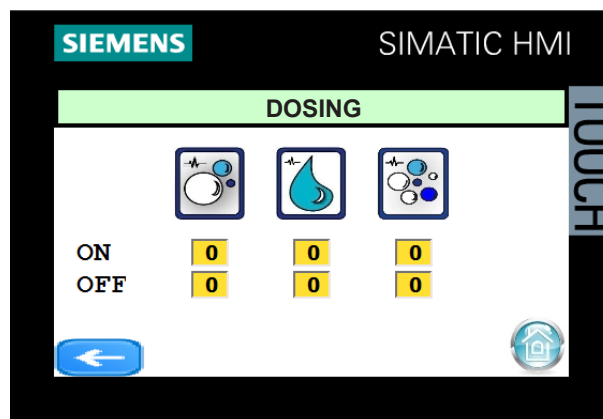 SIEMENS
SIMATIC HMI
TOUCH
DOSING
ON 0 0 0
OFF 0 0 0